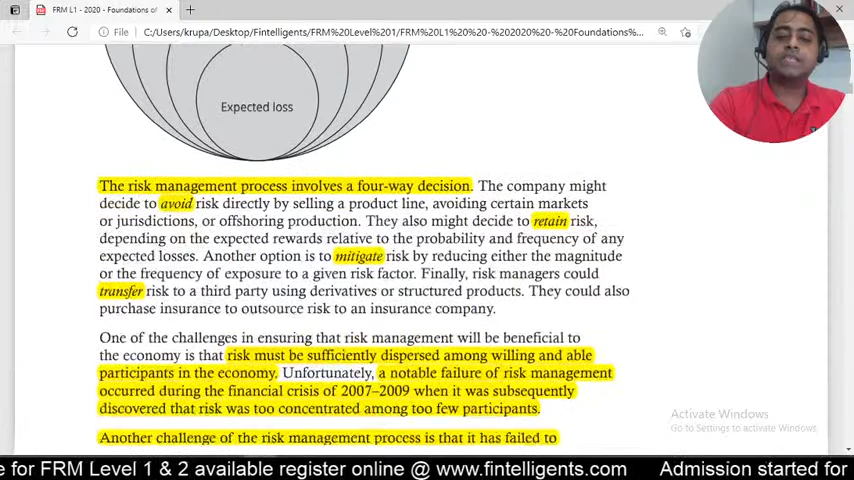 FRM L1 - 2020 - Foundations of
File C:/Users/krupa/Desktop/Fintelligents/FRM%20Level%201/FRM%20L1%20%20-%202020%20-%20Foundations%...
Expected loss
The risk management process involves a four-way decision. The company might
decide to avoid risk directly by selling a product line, avoiding certain markets
or jurisdictions, or offshoring production. They also might decide to retain risk,
depending on the expected rewards relative to the probability and frequency of any
expected losses. Another option is to mitigate risk by reducing either the magnitude
or the frequency of exposure to a given risk factor. Finally, risk managers could
transfer risk to a third party using derivatives or structured products. They could also
purchase insurance to outsource risk to an insurance company.
One of the challenges in ensuring that risk management will be beneficial to
the economy is that risk must be sufficiently dispersed among willing and able
participants in the economy. Unfortunately, a notable failure of risk management
occurred during the financial crisis of 2007–2009 when it was subsequently
discovered that risk was too concentrated among too few participants.
Another challenge of the risk management process is that it has failed to
Activate Windows
Go to Settings to activate Windows.
e for FRM Level 1 & 2 available register online @ www.fintelligents.com Admission started for